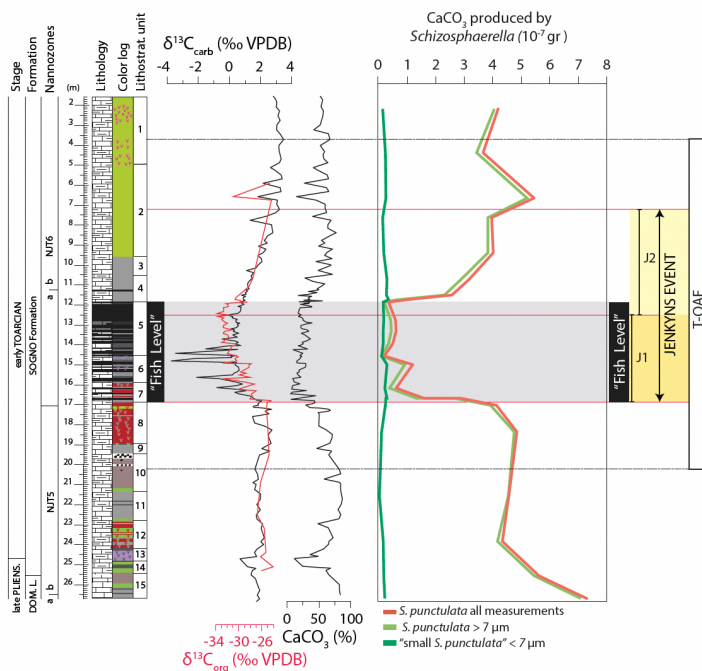 CaCO3 produced by
Schizosphaerella (10-7 gr )
δ13Ccarb (‰ VPDB)
-4 -2 0 2 4
0 1 2 3 4 5 6 7 8
Stage
Formation
Nannozones
Lithology
Color log
Lithostrat. unit
(m)
2
3
4
5
6
7
8
9
10
11
12
13
14
15
16
17
18
19
20
21
22
23
24
25
26
1
2
3
4
5
6
7
8
9
10
11
12
13
14
15
early TOARCIAN
late PLIENS.
SOGNO Formation
DOM. L.
NJT6
a b
NJT5
a b
"Fish Level"
"Fish Level"
J2
J1
JENKYNS EVENT
T-OAE
-34 -30 -26
δ13Corg (‰ VPDB)
0 50 100
CaCO3 (%)
S. punctulata all measurements
S. punctulata > 7 μm
"small S. punctulata" < 7 μm